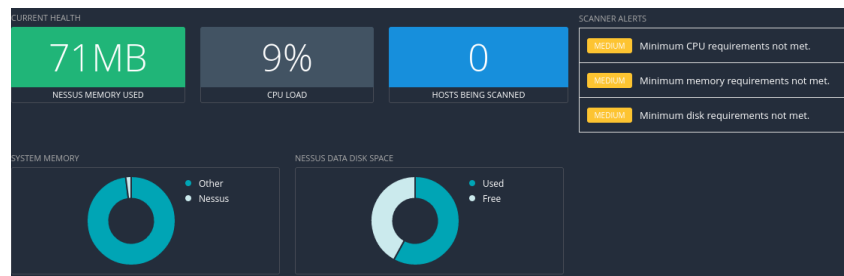 CURRENT HEALTH
71MB
NESSUS MEMORY USED
9%
CPU LOAD
0
HOSTS BEING SCANNED
SCANNER ALERTS
MEDIUM Minimum CPU requirements not met.
MEDIUM Minimum memory requirements not met.
MEDIUM Minimum disk requirements not met.
SYSTEM MEMORY
Other
Nessus
NESSUS DATA DISK SPACE
Used
Free